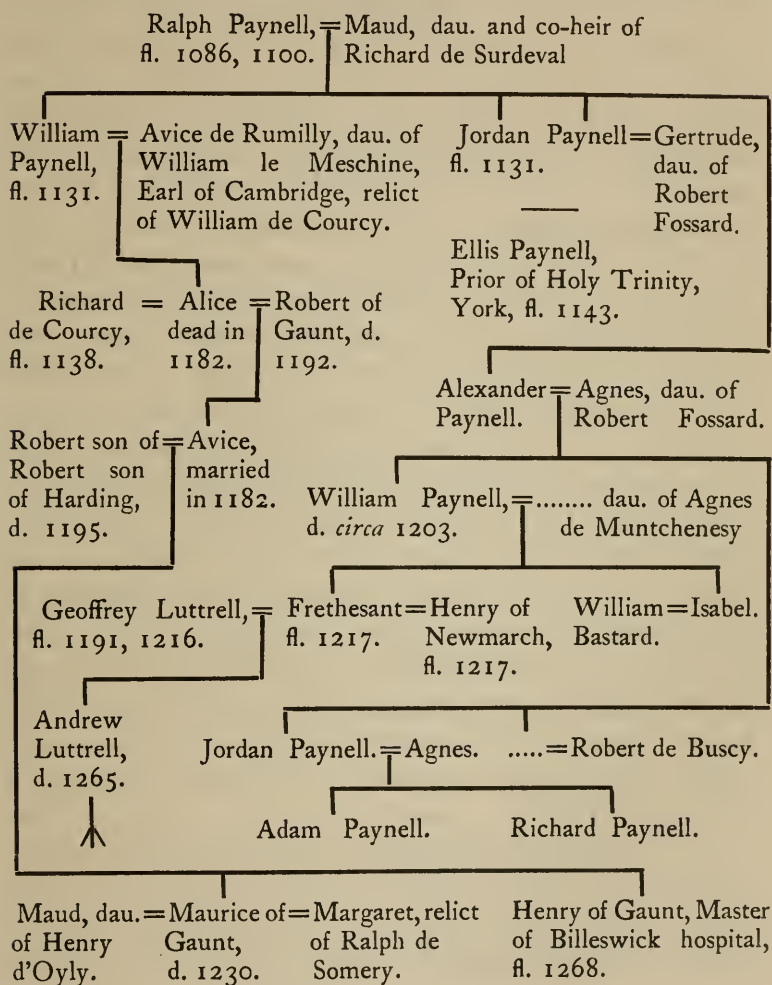 Ralph Paynell, = Maud, dau. and co-heir of
fl. 1086, 1100. Richard de Surdeval
William = Avice de Rumilly, dau. of
Paynell, William le Meschine,
fl. 1131. Earl of Cambridge, relict
of William de Courcy.
Jordan Paynell = Gertrude,
fl. 1131. dau. of
Robert
Fossard.
Ellis Paynell,
Prior of Holy Trinity,
York, fl. 1143.
Richard = Alice = Robert of
de Courcy, dead in Gaunt, d.
fl. 1138. 1182. 1192.
Alexander = Agnes, dau. of
Paynell. Robert Fossard.
Robert son of = Avice,
Robert son married
of Harding, in 1182.
d. 1195.
William Paynell, = ........ dau. of Agnes
d. circa 1203. de Muntchenesy
Geoffrey Luttrell, = Frethesant = Henry of
fl. 1191, 1216. fl. 1217. Newmarch,
fl. 1217.
William = Isabel.
Bastard.
Andrew
Luttrell,
d. 1265.
Jordan Paynell. = Agnes. ..... = Robert de Buscy.
Adam Paynell. Richard Paynell.
Maud, dau. = Maurice of = Margaret, relict
of Henry Gaunt, of Ralph de
d'Oyly. d. 1230. Somery.
Henry of Gaunt, Master
of Billeswick hospital,
fl. 1268.